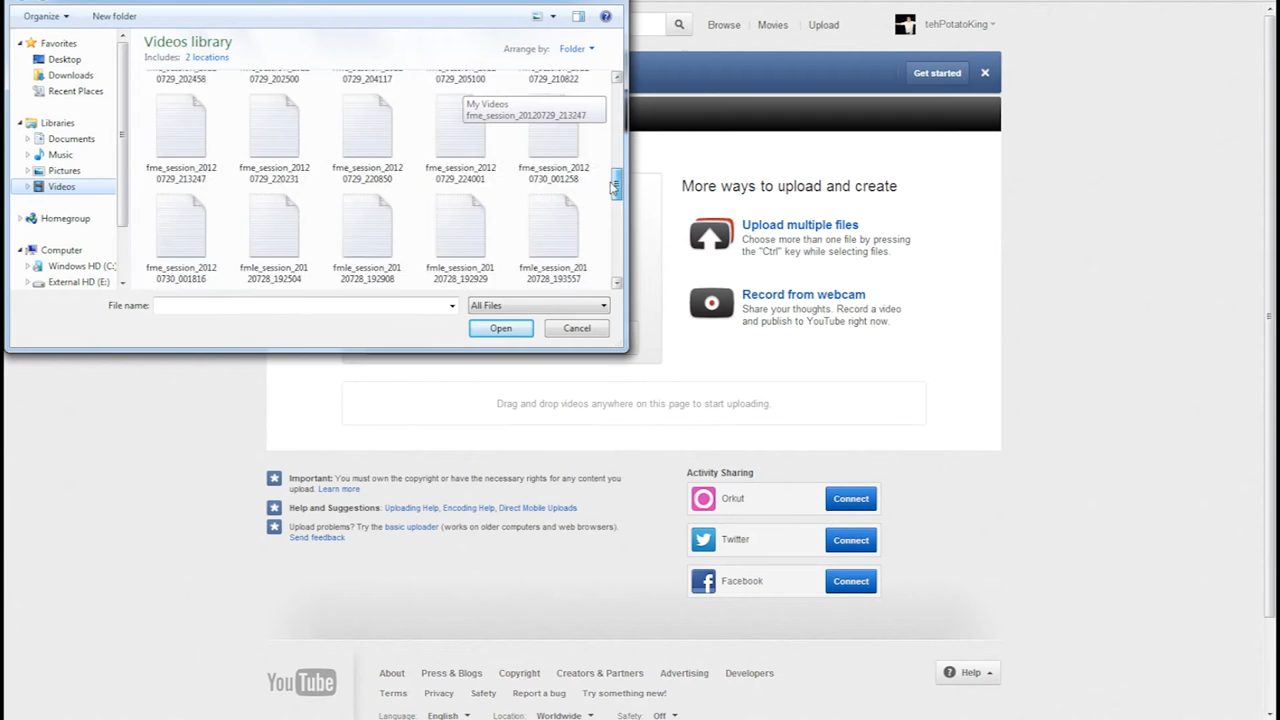 Organize
New folder
Browse
Movies
Upload
tehPotatoKing
Favorites
Desktop
Downloads
Recent Places
Libraries
Documents
Music
Pictures
Videos
Homegroup
Computer
Windows HD (C:)
External HD (E:)
Videos library
Includes: 2 locations
Arrange by: Folder
0729_202458
0729_202500
0729_204117
0729_205100
0729_210822
My Videos
fme_session_20120729_213247
fme_session_2012
0729_213247
fme_session_2012
0729_220231
fme_session_2012
0729_220850
fme_session_2012
0729_224001
fme_session_2012
0730_001258
fme_session_2012
0730_001816
fmle_session_201
20728_192504
fmle_session_201
20728_192908
fmle_session_201
20728_192929
fmle_session_201
20728_193557
File name:
All Files
Open
Cancel
Get started
More ways to upload and create
Upload multiple files
Choose more than one file by pressing
the "Ctrl" key while selecting files.
Record from webcam
Share your thoughts. Record a video
and publish to YouTube right now.
Drag and drop videos anywhere on this page to start uploading.
Important: You must own the copyright or have the necessary rights for any content you
upload. Learn more
Help and Suggestions: Uploading Help, Encoding Help, Direct Mobile Uploads
Upload problems? Try the basic uploader (works on older computers and web browsers).
Send feedback
Activity Sharing
Orkut
Connect
Twitter
Connect
Facebook
Connect
YouTube
About
Press & Blogs
Copyright
Creators & Partners
Advertising
Developers
Help
Terms
Privacy
Safety
Report a bug
Try something new!
Language: English
Location: Worldwide
Safety: Off